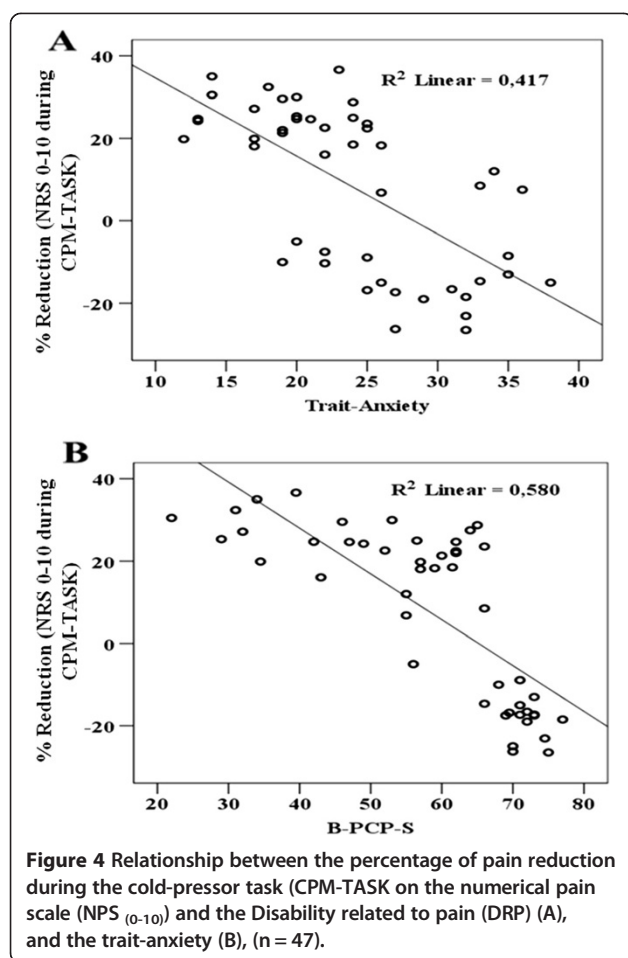 A
% Reduction (NRS 0-10 during
CPM-TASK)
R² Linear = 0,417
40
20
0
-20
10 15 20 25 30 35 40
Trait-Anxiety
B
% Reduction (NRS 0-10 during
CPM-TASK)
R² Linear = 0,580
40
20
0
-20
20 30 40 50 60 70 80
B-PCP-S
Figure 4 Relationship between the percentage of pain reduction
during the cold-pressor task (CPM-TASK on the numerical pain
scale (NPS (0-10)) and the Disability related to pain (DRP) (A),
and the trait-anxiety (B), (n = 47).